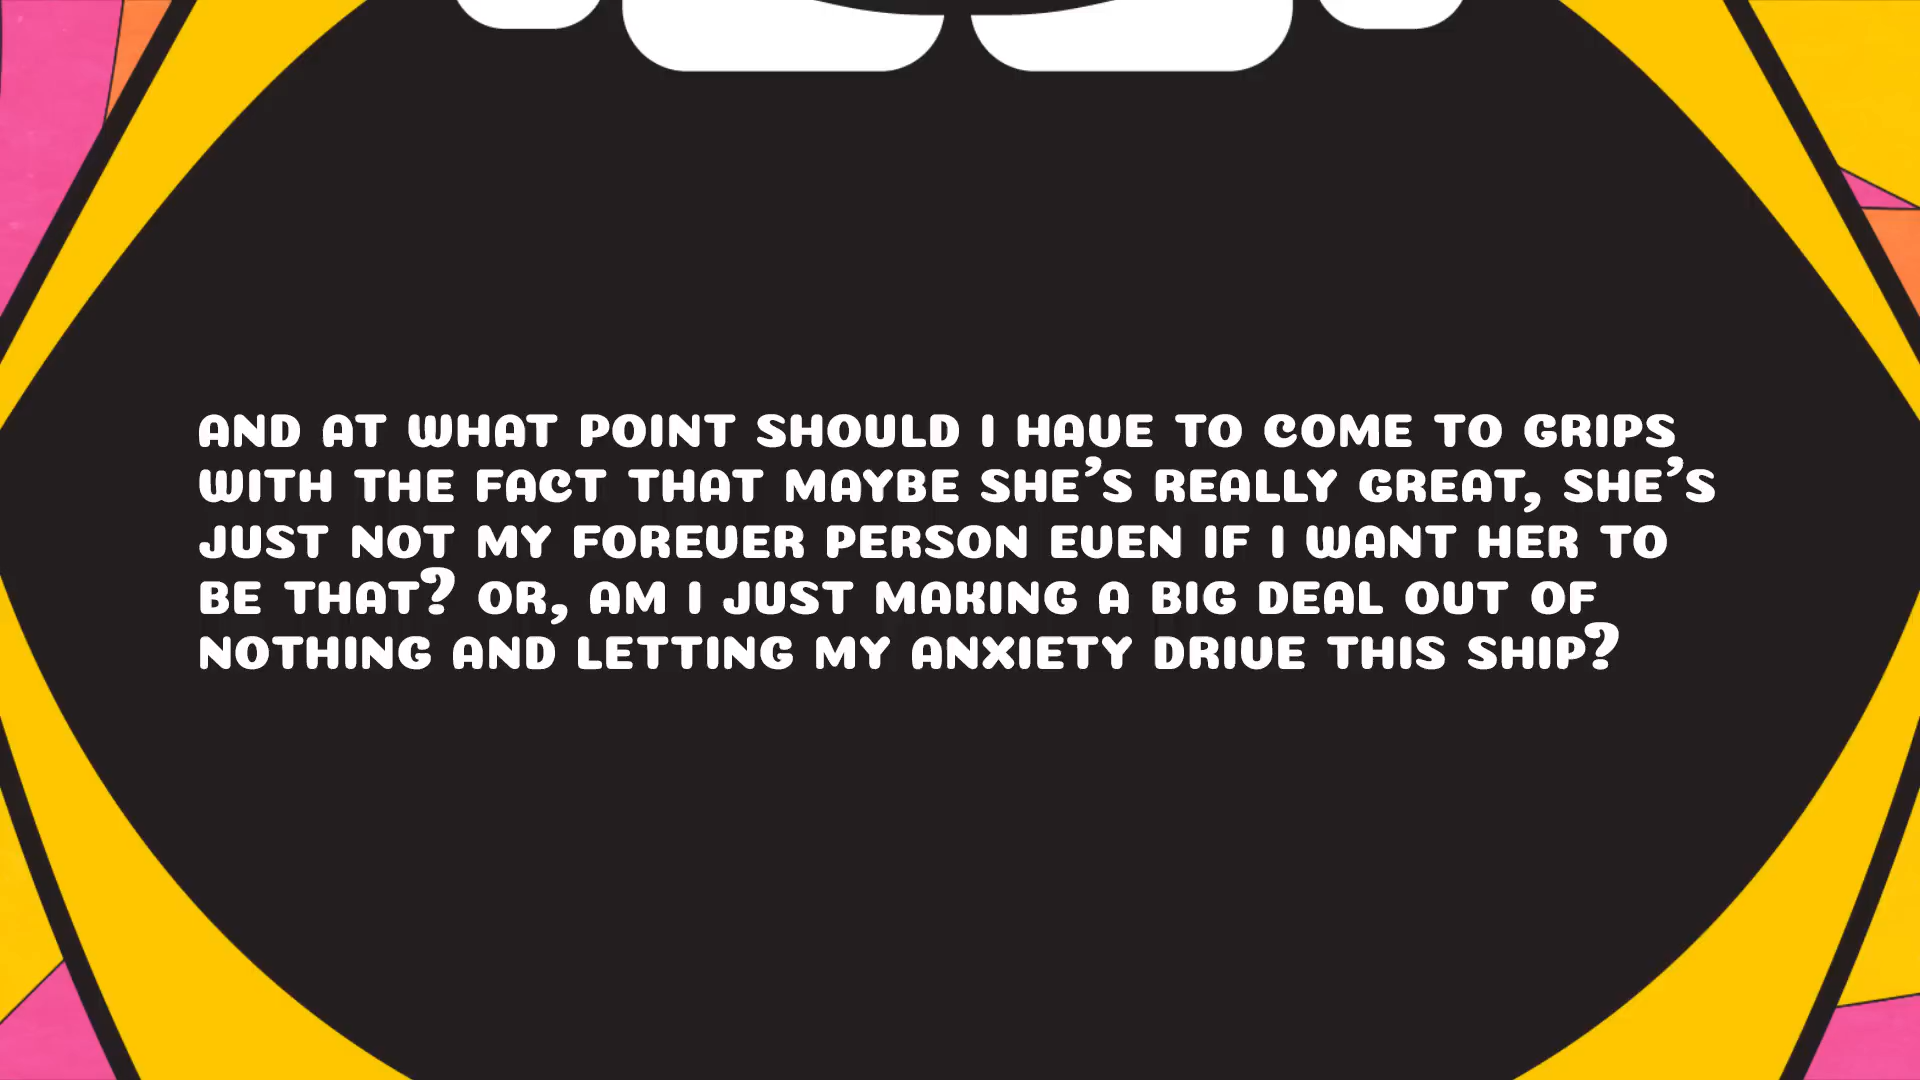 AND AT WHAT POINT SHOULD I HAVE TO COME TO GRIPS
WITH THE FACT THAT MAYBE SHE'S REALLY GREAT, SHE'S
JUST NOT MY FOREVER PERSON EVEN IF I WANT HER TO
BE THAT? OR, AM I JUST MAKING A BIG DEAL OUT OF
NOTHING AND LETTING MY ANXIETY DRIVE THIS SHIP?